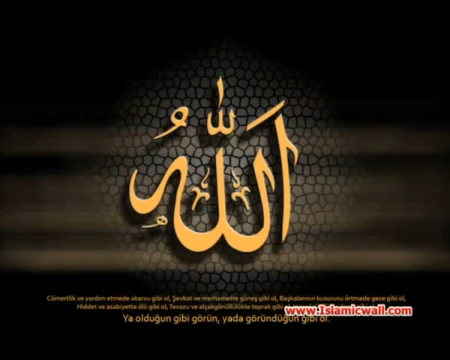 الله
Cömertlik ve yardım etmede akarsu gibi ol, Şevkat ve merhamette güneş gibi ol, Başkalarının kusurunu örtmede gece gibi ol,
Hiddet ve asabiyette ölü gibi ol, Tevazu ve alçakgönüllülükte toprak gibi
www.Islamicwall.com
Ya olduğun gibi görün, yada göründüğün gibi ol.